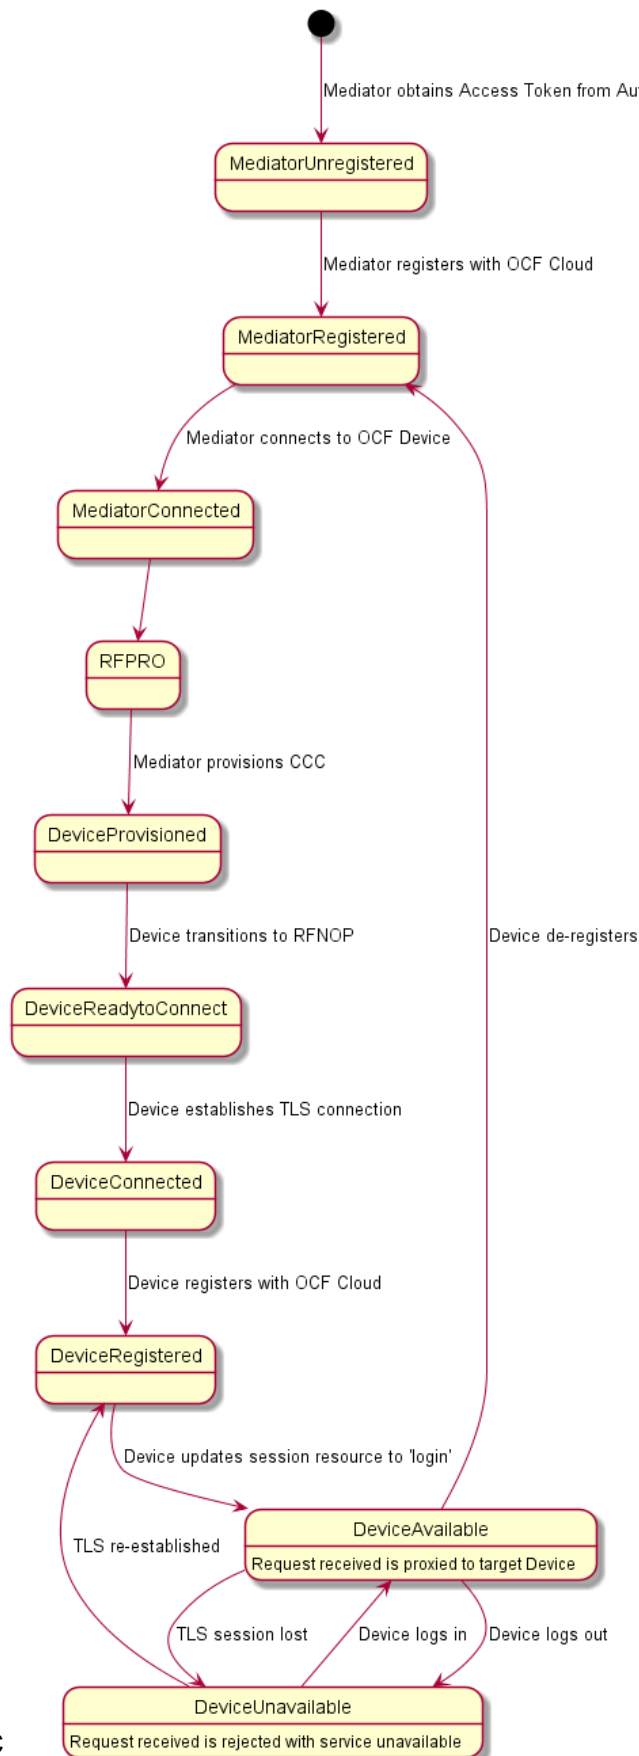 Mediator obtains Access Token from Au
MediatorUnregistered
Mediator registers with OCF Cloud
MediatorRegistered
Mediator connects to OCF Device
MediatorConnected
RFPRO
Mediator provisions CCC
DeviceProvisioned
Device transitions to RFNOP
Device de-registers
DeviceReadytoConnect
Device establishes TLS connection
DeviceConnected
Device registers with OCF Cloud
DeviceRegistered
Device updates session resource to 'login'
DeviceAvailable
Request received is proxied to target Device
TLS re-established
TLS session lost
Device logs in
Device logs out
DeviceUnavailable
Request received is rejected with service unavailable